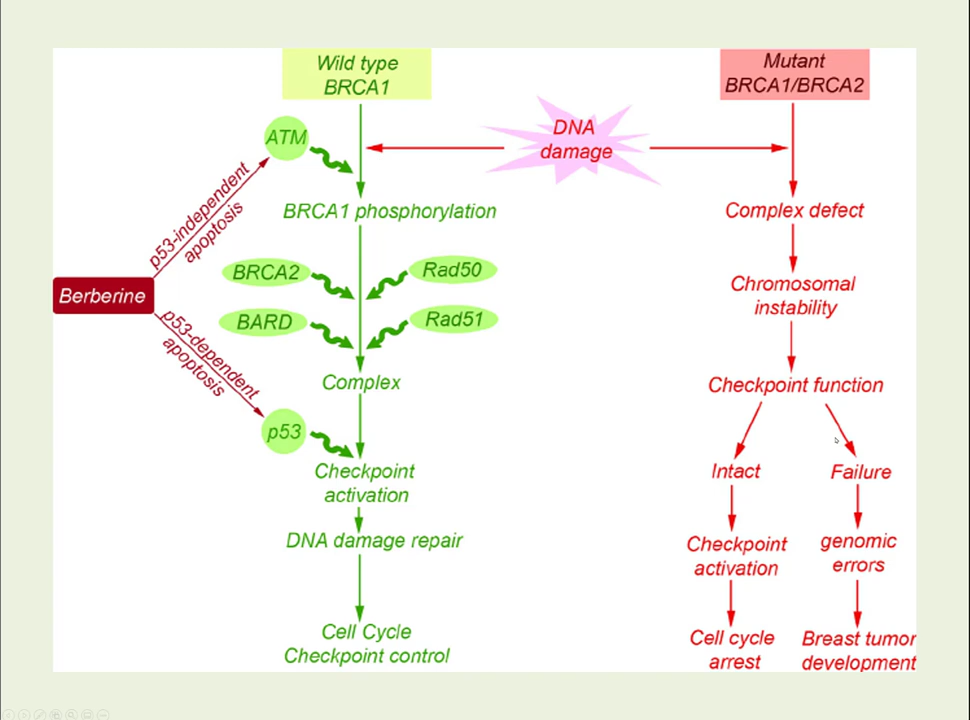 Wild type
BRCA1
Mutant
BRCA1/BRCA2
DNA
damage
ATM
p53-independent
apoptosis
BRCA1 phosphorylation
Complex defect
BRCA2
Rad50
Berberine
Chromosomal
instability
BARD
Rad51
p53-dependent
apoptosis
Complex
Checkpoint function
p53
Checkpoint
activation
Intact
Failure
DNA damage repair
Checkpoint
activation
genomic
errors
Cell Cycle
Checkpoint control
Cell cycle
arrest
Breast tumor
development